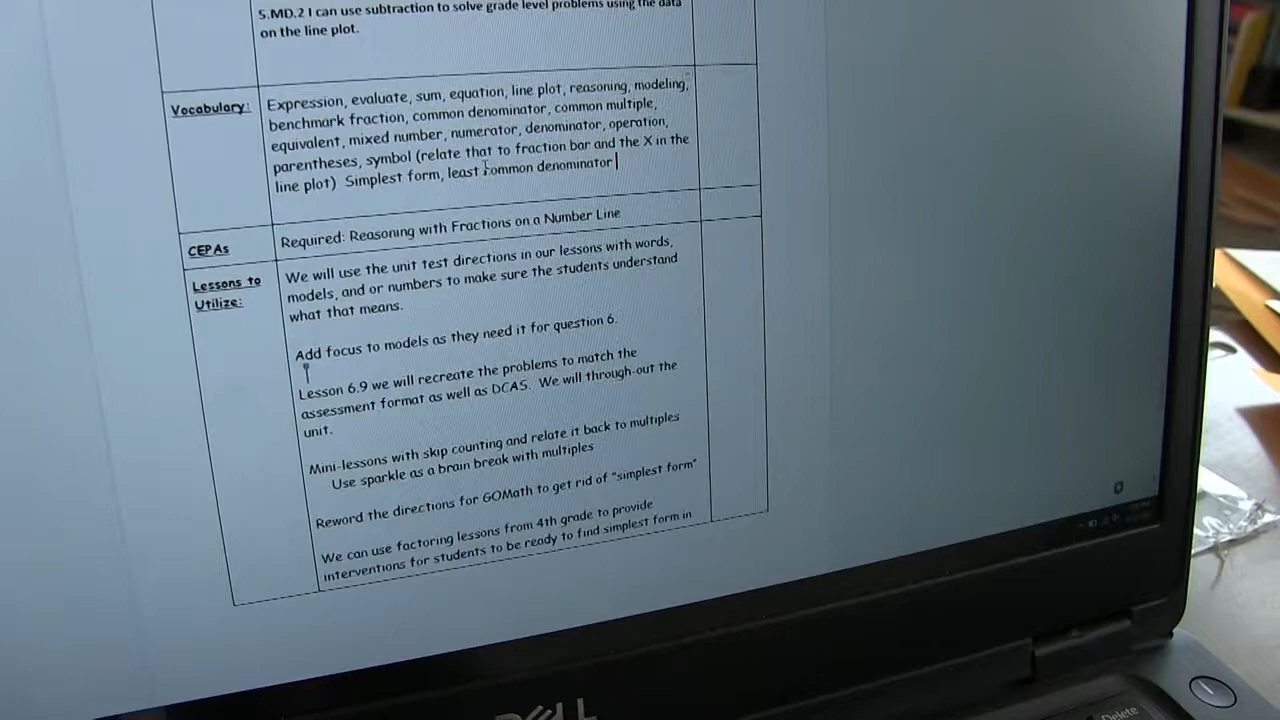 5.MD.2 I can use subtraction to solve grade level problems using the data
on the line plot.
Vocabulary:
Expression, evaluate, sum, equation, line plot, reasoning, modeling,
benchmark fraction, common denominator, common multiple,
equivalent, mixed number, numerator, denominator, operation,
parentheses, symbol (relate that to fraction bar and the X in the
line plot) Simplest form, least common denominator
CEPAs
Required: Reasoning with Fractions on a Number Line
Lessons to
Utilize:
We will use the unit test directions in our lessons with words,
models, and or numbers to make sure the students understand
what that means.
Add focus to models as they need it for question 6.
Lesson 6.9 we will recreate the problems to match the
assessment format as well as DCAS. We will through-out the
unit.
Mini-lessons with skip counting and relate it back to multiples
Use sparkle as a brain break with multiples
Reword the directions for GOMath to get rid of "simplest form"
We can use factoring lessons from 4th grade to provide
interventions for students to be ready to find simplest form in
DELL
Delete